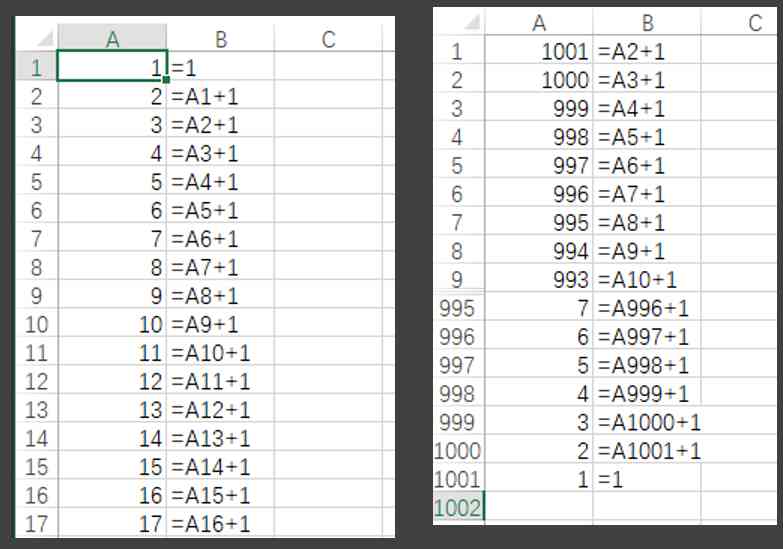 A B C
1 1 =1
2 2 =A1+1
3 3 =A2+1
4 4 =A3+1
5 5 =A4+1
6 6 =A5+1
7 7 =A6+1
8 8 =A7+1
9 9 =A8+1
10 10 =A9+1
11 11 =A10+1
12 12 =A11+1
13 13 =A12+1
14 14 =A13+1
15 15 =A14+1
16 16 =A15+1
17 17 =A16+1
A B C
1 1001 =A2+1
2 1000 =A3+1
3 999 =A4+1
4 998 =A5+1
5 997 =A6+1
6 996 =A7+1
7 995 =A8+1
8 994 =A9+1
9 993 =A10+1
995 7 =A996+1
996 6 =A997+1
997 5 =A998+1
998 4 =A999+1
999 3 =A1000+1
1000 2 =A1001+1
1001 1 =1
1002